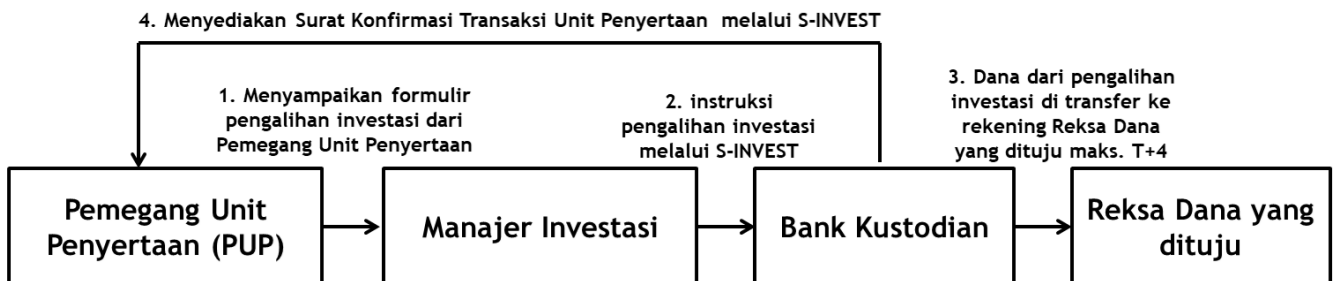 4. Menyediakan Surat Konfirmasi Transaksi Unit Penyertaan melalui S-INVEST
1. Menyampaikan formulir
pengalihan investasi dari
Pemegang Unit Penyertaan
2. instruksi
pengalihan investasi
melalui S-INVEST
3. Dana dari pengalihan
investasi di transfer ke
rekening Reksa Dana
yang dituju maks. T+4
Pemegang Unit
Penyertaan (PUP)
Manajer Investasi
Bank Kustodian
Reksa Dana yang
dituju